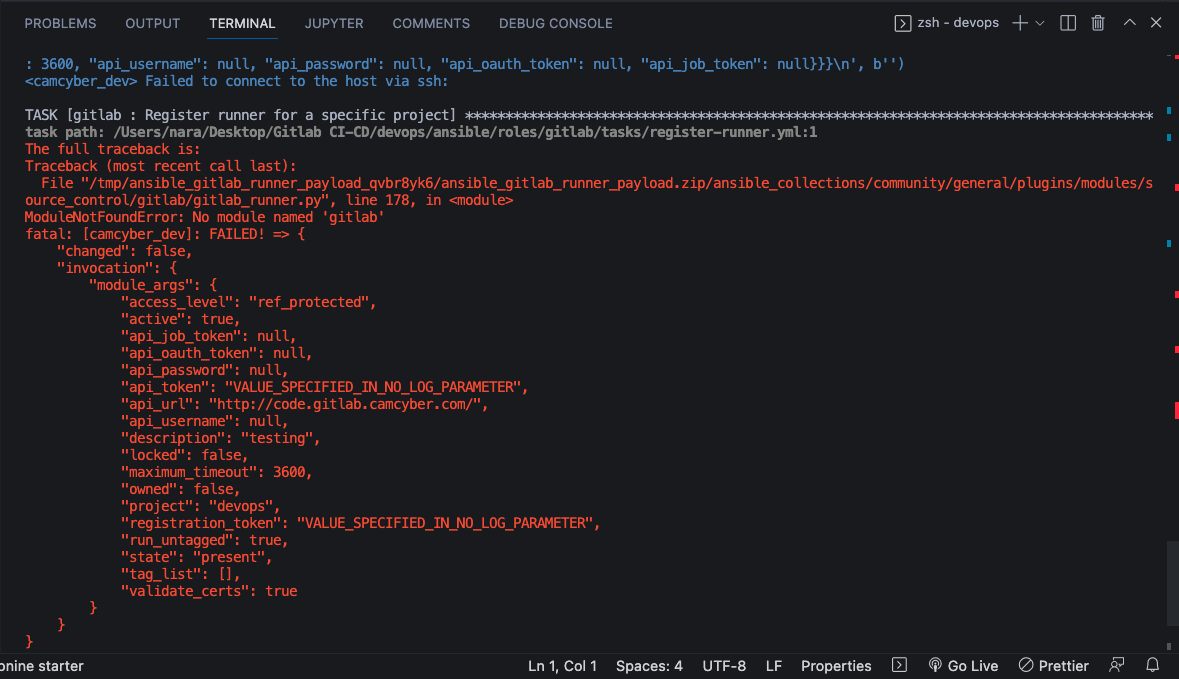 PROBLEMS OUTPUT TERMINAL JUPYTER COMMENTS DEBUG CONSOLE zsh - devops
: 3600, "api_username": null, "api_password": null, "api_oauth_token": null, "api_job_token": null}}}\n', b'')
<camcyber_dev> Failed to connect to the host via ssh:
TASK [gitlab : Register runner for a specific project] **************************************************************************************
task path: /Users/nara/Desktop/Gitlab CI-CD/devops/ansible/roles/gitlab/tasks/register-runner.yml:1
The full traceback is:
Traceback (most recent call last):
  File "/tmp/ansible_gitlab_runner_payload_qvbr8yk6/ansible_gitlab_runner_payload.zip/ansible_collections/community/general/plugins/modules/s
ource_control/gitlab/gitlab_runner.py", line 178, in <module>
ModuleNotFoundError: No module named 'gitlab'
fatal: [camcyber_dev]: FAILED! => {
    "changed": false,
    "invocation": {
        "module_args": {
            "access_level": "ref_protected",
            "active": true,
            "api_job_token": null,
            "api_oauth_token": null,
            "api_password": null,
            "api_token": "VALUE_SPECIFIED_IN_NO_LOG_PARAMETER",
            "api_url": "http://code.gitlab.camcyber.com/",
            "api_username": null,
            "description": "testing",
            "locked": false,
            "maximum_timeout": 3600,
            "owned": false,
            "project": "devops",
            "registration_token": "VALUE_SPECIFIED_IN_NO_LOG_PARAMETER",
            "run_untagged": true,
            "state": "present",
            "tag_list": [],
            "validate_certs": true
        }
    }
}
onine starter Ln 1, Col 1 Spaces: 4 UTF-8 LF Properties Go Live Prettier